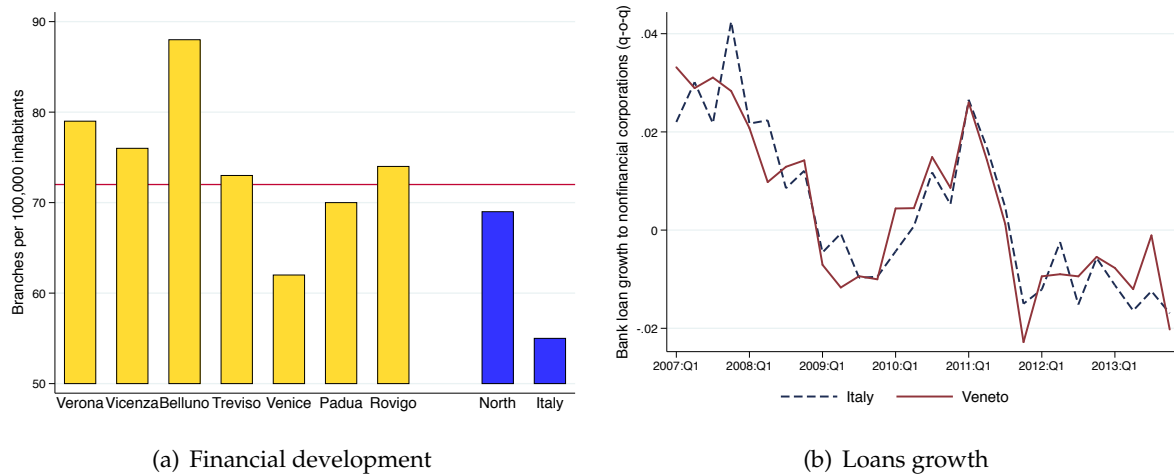 Branches per 100,000 inhabitants
90
80
70
60
50
Verona Vicenza Belluno Treviso Venice Padua Rovigo North Italy
(a) Financial development
Bank loan growth to nonfinancial corporations (q-o-q)
.04
.02
0
-.02
2007:Q1 2008:Q1 2009:Q1 2010:Q1 2011:Q1 2012:Q1 2013:Q1
Italy Veneto
(b) Loans growth